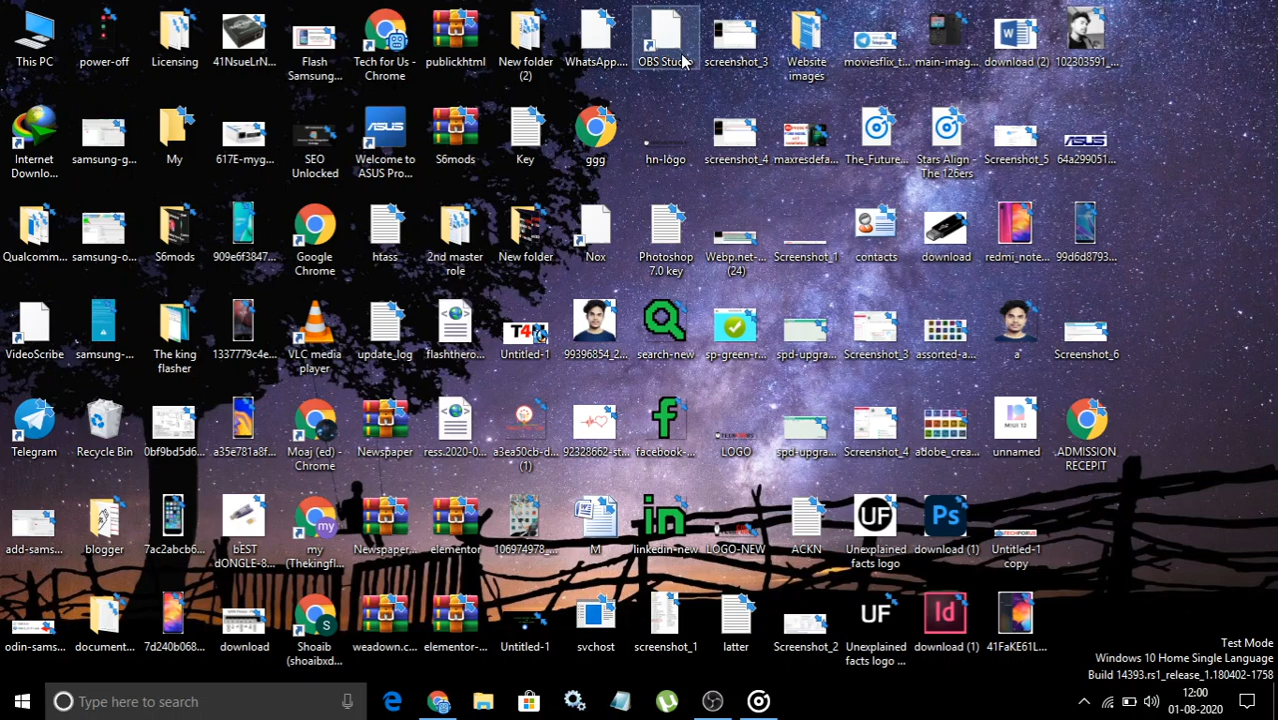 This PC
power-off
Licensing
41NsueLrN...
Flash
Samsung...
Tech for Us -
Chrome
publickhtml
New folder
(2)
WhatsApp....
OBS Studio
screenshot_3
Website
images
moviesflix_t...
main-imag...
download (2)
102303591_...
Internet
Downlo...
samsung-g...
My
617E-myg...
SEO
Unlocked
Welcome to
ASUS Pro...
S6mods
Key
ggg
hn-logo
screenshot_4
maxresdefa...
The_Future...
Stars Align -
The 126ers
Screenshot_5
64a299051...
Qualcomm...
samsung-o...
S6mods
909e6f3847...
Google
Chrome
htass
2nd master
role
New folder
Nox
Photoshop
7.0 key
Webp.net-...
(24)
Screenshot_1
contacts
download
redmi_note...
99d6d8793...
VideoScribe
samsung-...
The king
flasher
1337779c4e...
VLC media
player
update_log
flashthero...
Untitled-1
99396854_2...
search-new
sp-green-r...
spd-upgra...
Screenshot_3
assorted-a...
a"
Screenshot_6
Telegram
Recycle Bin
0bf9bd5d6...
a35e781a8f...
Moaj (ed) -
Chrome
Newspaper
ress.2020-0...
a3ea50cb-d...
(1)
92328662-st...
facebook-...
LOGO
spd-upgra...
Screenshot_4
adobe_crea...
MIUI 12
unnamed
ADMISSION
RECEPIT
add-sams...
blogger
7ac2abcb6...
bEST
dONGLE-8...
my
(Thekingfl...
Newspaper...
elementor
106974978_...
M
linkedin-new
LOGO-NEW
ACKN
UF
Unexplained
facts logo
Ps
download (1)
Untitled-1
copy
odin-sams...
document...
7d240b068...
download
Shoaib
(shoaibxd...
weadown.c...
elementor-...
Untitled-1
svchost
screenshot_1
latter
Screenshot_2
UF
Unexplained
facts logo ...
Id
download (1)
41FaKE61L...
Test Mode
Windows 10 Home Single Language
Build 14393.rs1_release_1.180402-1758
Type here to search
12:00
01-08-2020